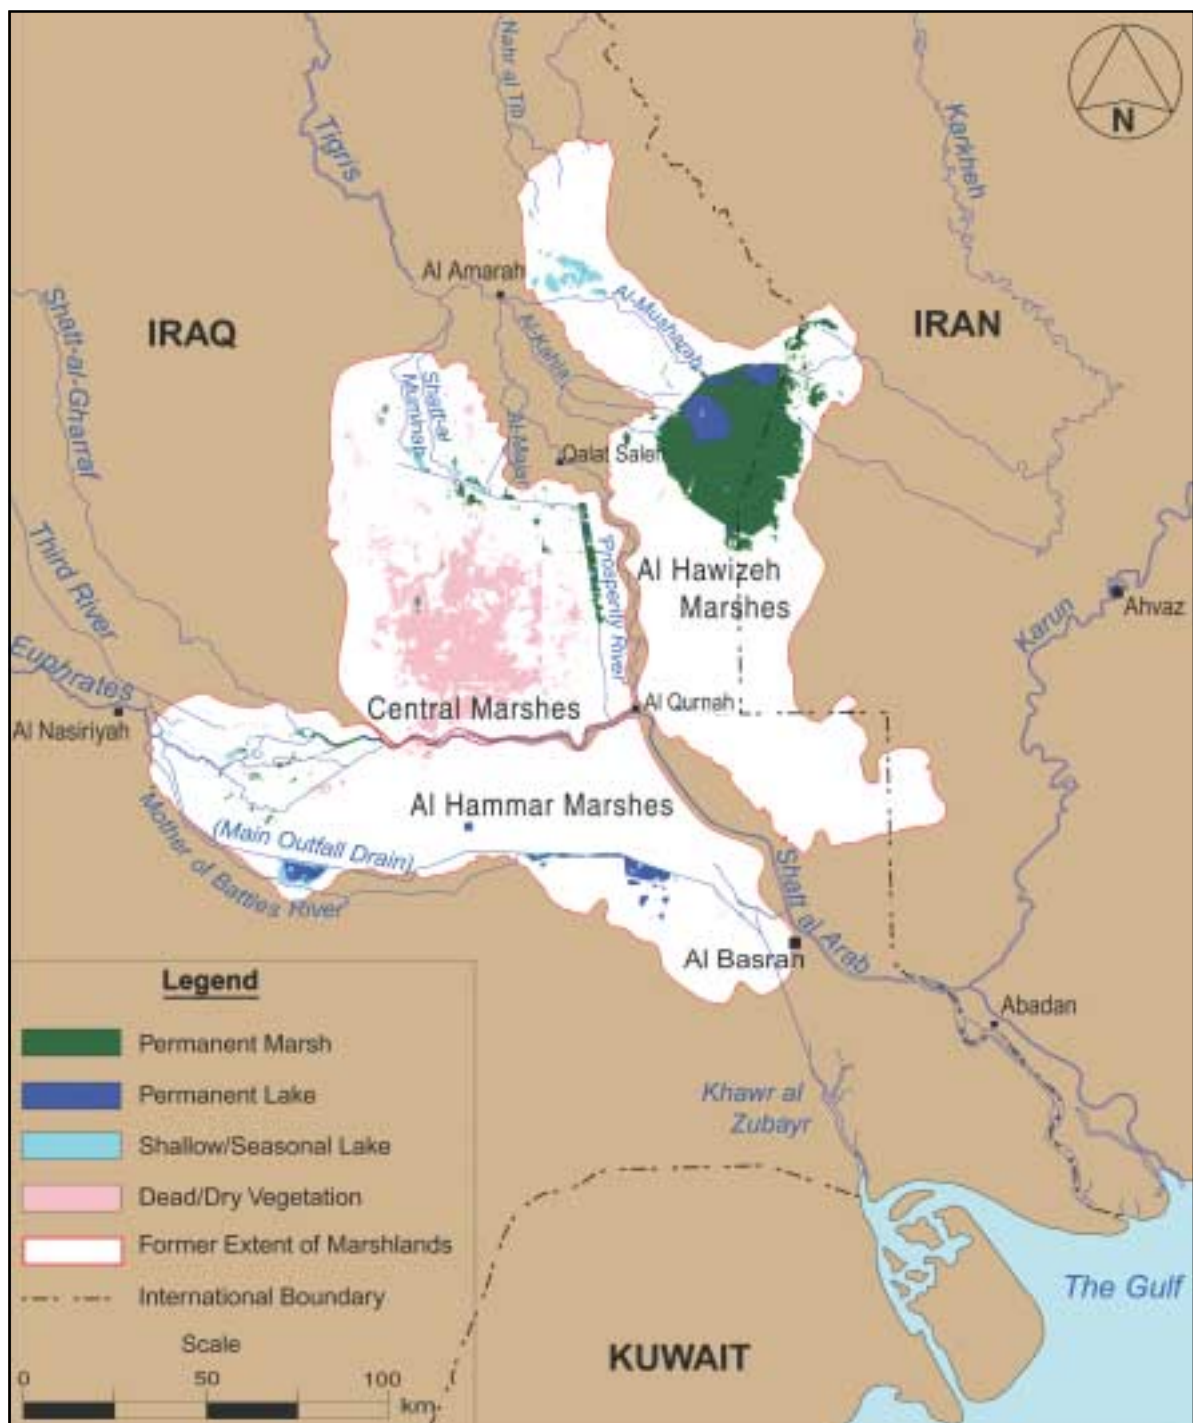 N
Nahr al Tib
Tigris
Karkheh
Al Amarah
Al-Musharah
IRAQ
IRAN
Shatt-al-Gharraf
Al-Kahla
Shatt-al
Muminah
Al-Majar
Qalat Saleh
Third River
'Prosperity River'
Al Hawizeh
Marshes
Ahvaz
Karun
Euphrates
Al Nasiriyah
Central Marshes
Al Qurnah
Al Hammar Marshes
(Main Outfall Drain)
Mother of Battles River
Shatt al Arab
Al Basrah
Abadan
Khawr al
Zubayr
The Gulf
KUWAIT
Legend
Permanent Marsh
Permanent Lake
Shallow/Seasonal Lake
Dead/Dry Vegetation
Former Extent of Marshlands
International Boundary
Scale
0 50 100
km